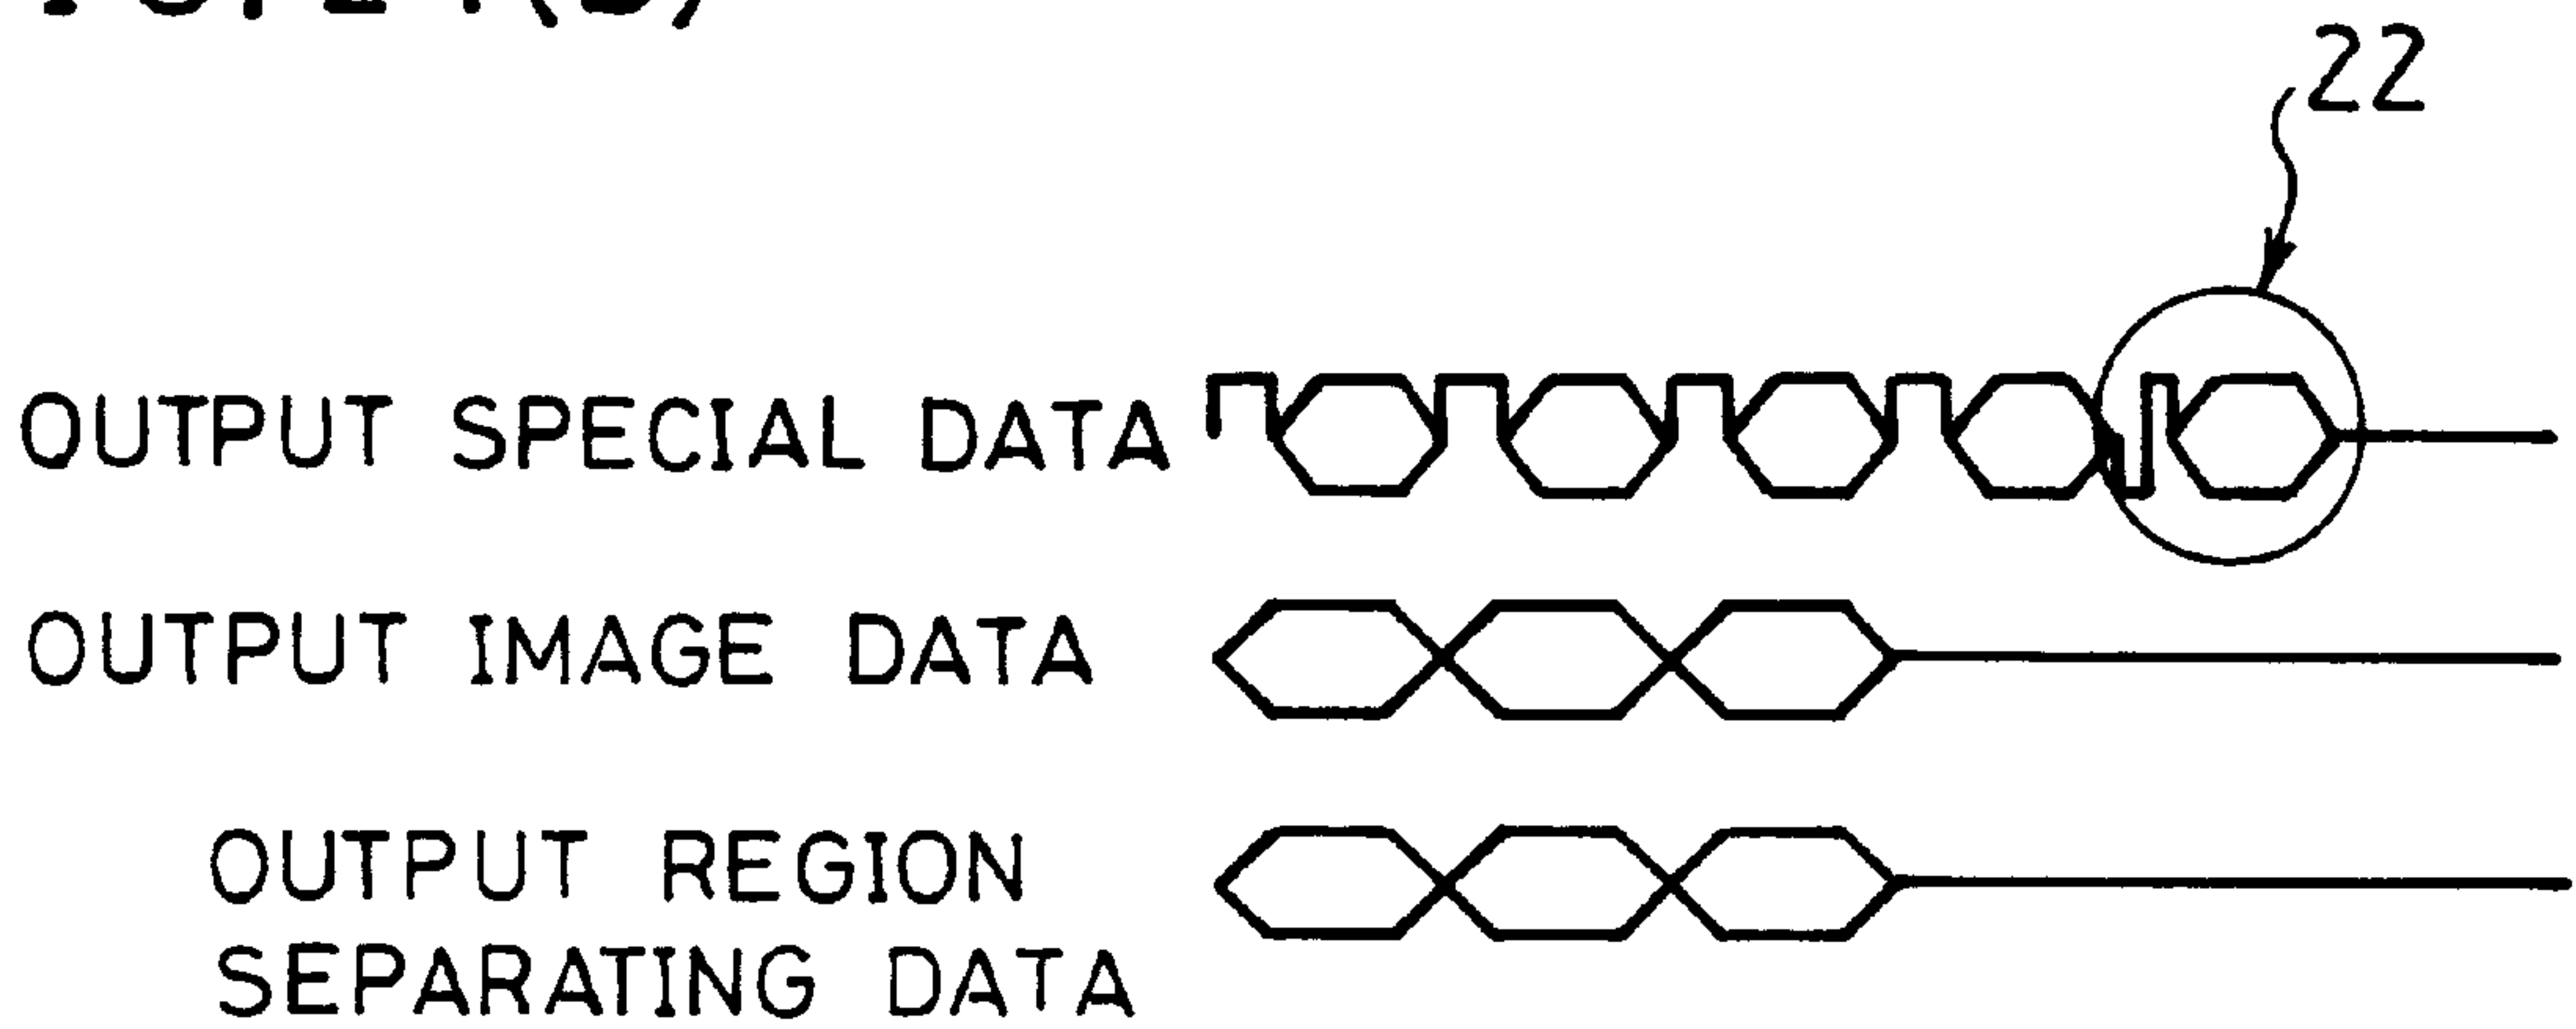 22
OUTPUT SPECIAL DATA
OUTPUT IMAGE DATA
OUTPUT REGION
SEPARATING DATA